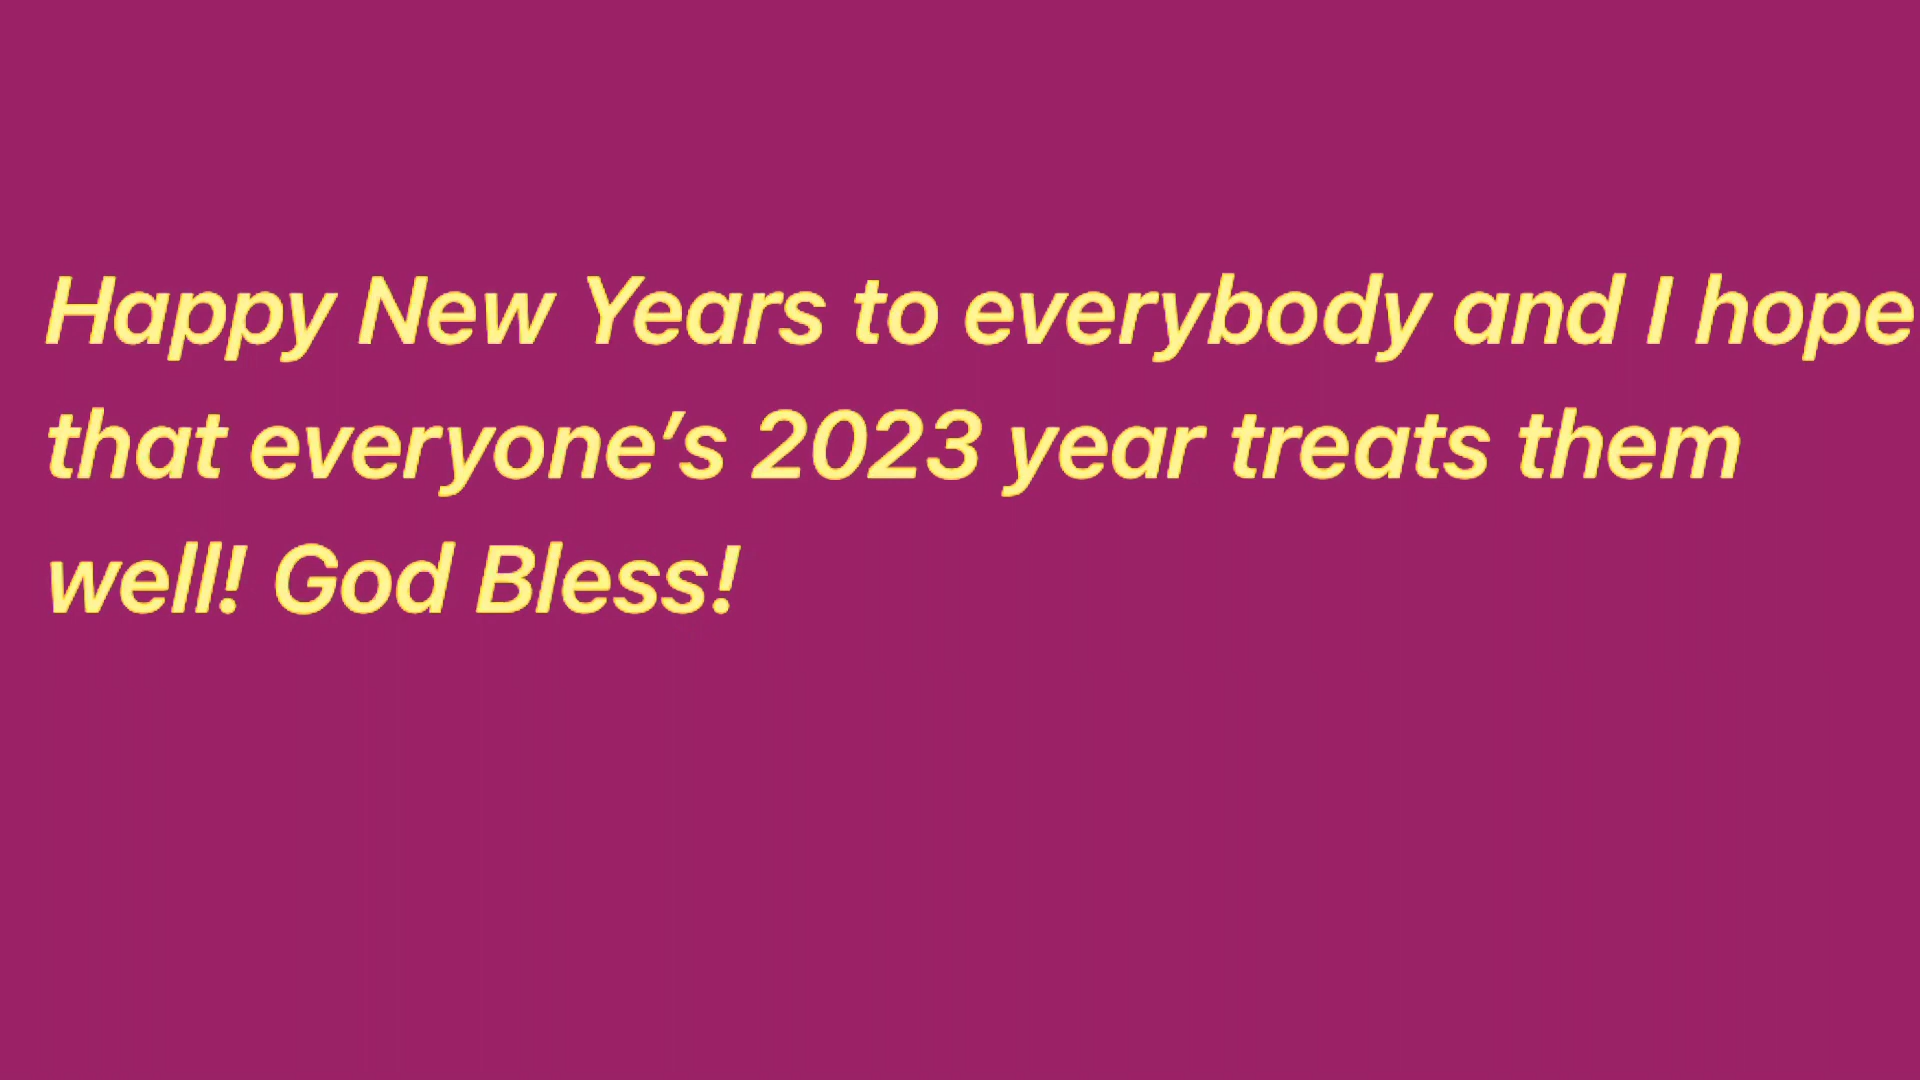 Happy New Years to everybody and I hope
that everyone’s 2023 year treats them
well! God Bless!